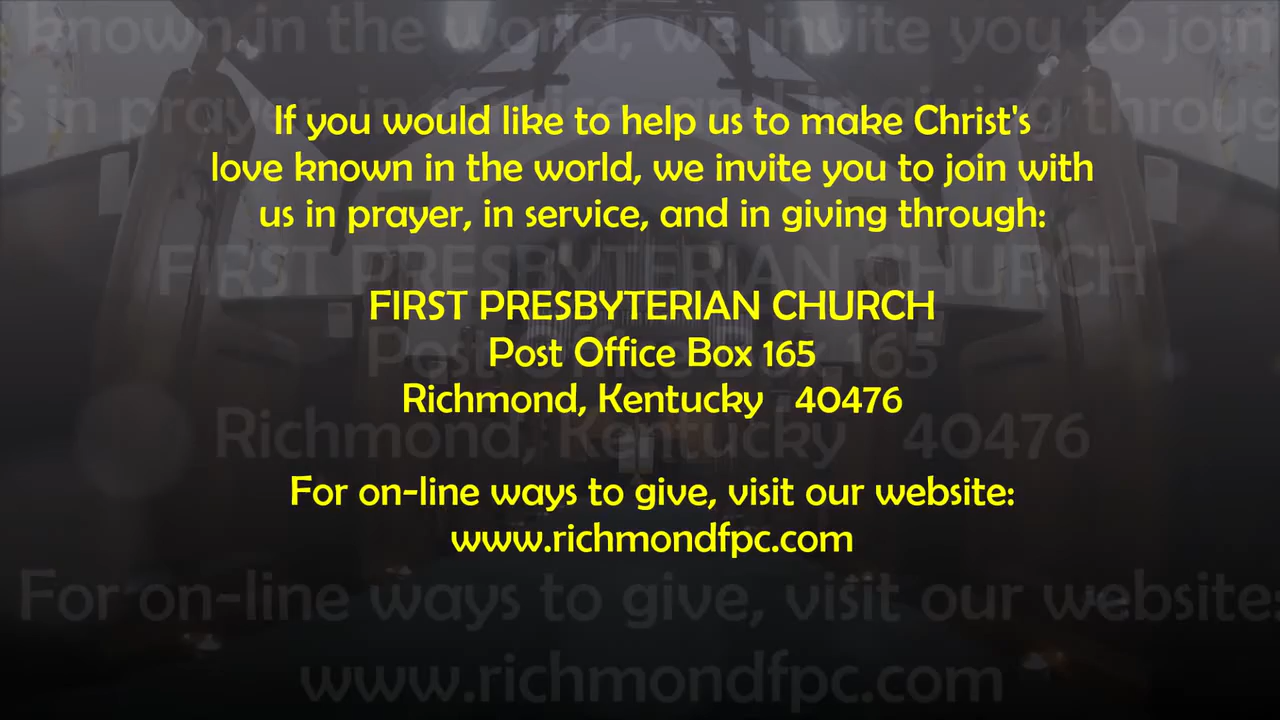 If you would like to help us to make Christ's
love known in the world, we invite you to join with
us in prayer, in service, and in giving through:
FIRST PRESBYTERIAN CHURCH
Post Office Box 165
Richmond, Kentucky 40476
For on-line ways to give, visit our website:
www.richmondfpc.com